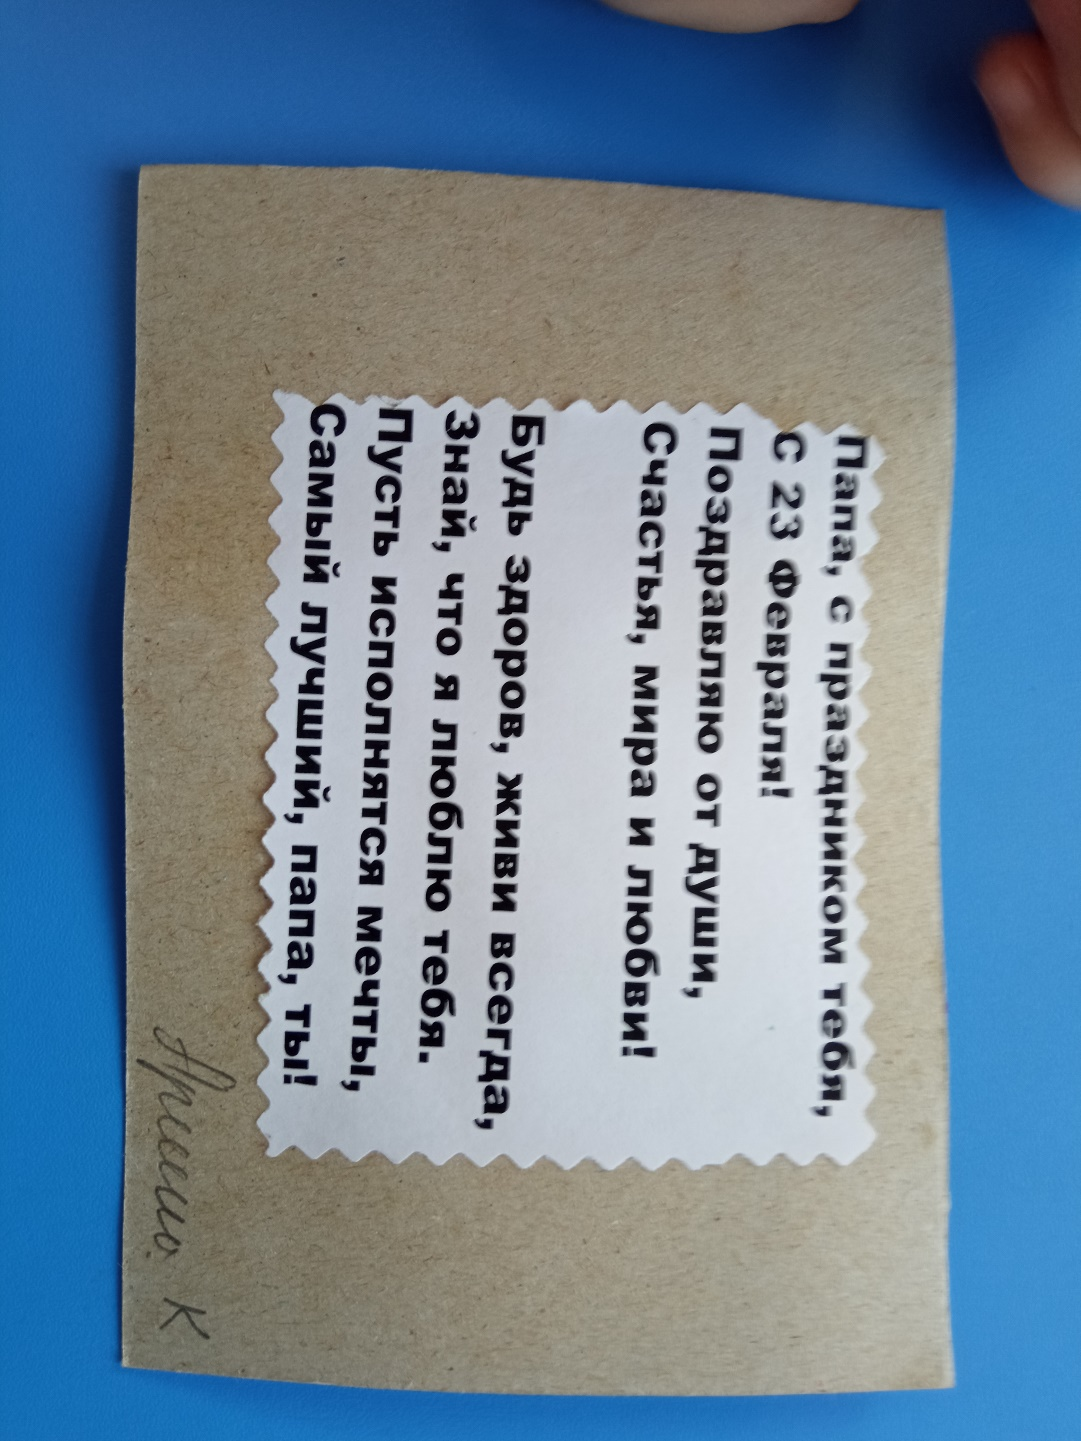 Папа, с праздником тебя,
С 23 Февраля!
Поздравляю от души,
Счастья, мира и любви!
Будь здоров, живи всегда,
Знай, что я люблю тебя.
Пусть исполнятся мечты,
Самый лучший, папа, ты!
К